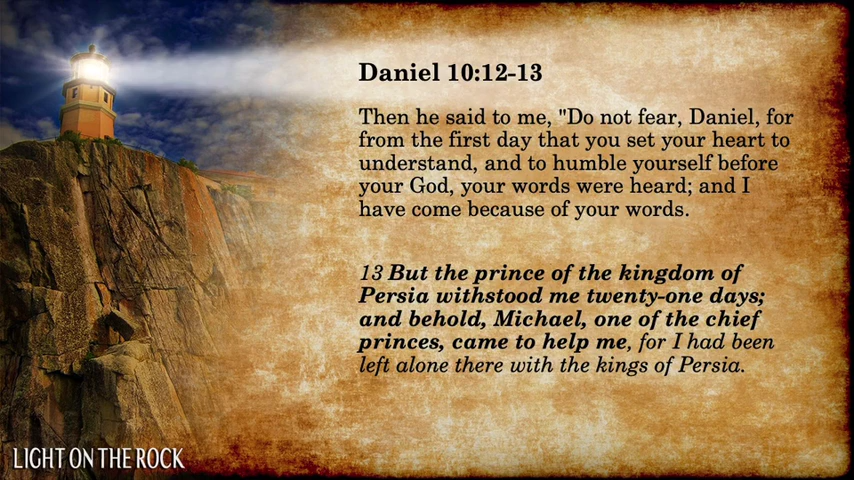 Daniel 10:12-13
Then he said to me, "Do not fear, Daniel, for
from the first day that you set your heart to
understand, and to humble yourself before
your God, your words were heard; and I
have come because of your words.
13 But the prince of the kingdom of
Persia withstood me twenty-one days;
and behold, Michael, one of the chief
princes, came to help me, for I had been
left alone there with the kings of Persia.
LIGHT ON THE ROCK